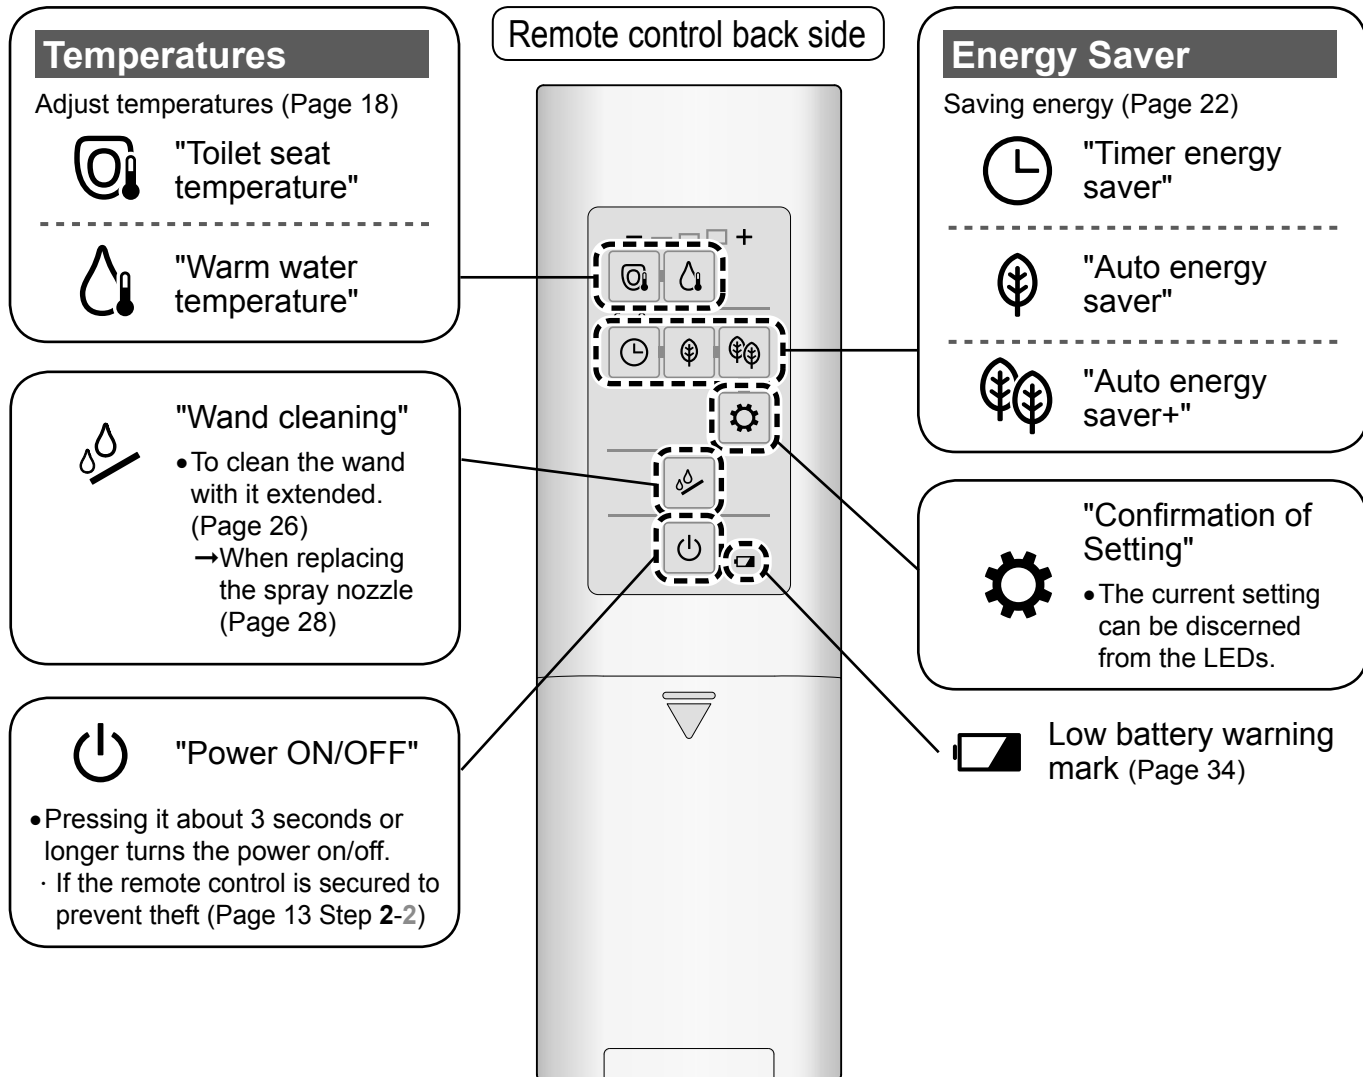 Remote control back side
Temperatures
Adjust temperatures (Page 18)
"Toilet seat
temperature"
"Warm water
temperature"
"Wand cleaning"
•To clean the wand
with it extended.
(Page 26)
→When replacing
the spray nozzle
(Page 28)
"Power ON/OFF"
•Pressing it about 3 seconds or
longer turns the power on/off.
· If the remote control is secured to
prevent theft (Page 13 Step 2-2)
- +
Energy Saver
Saving energy (Page 22)
"Timer energy
saver"
"Auto energy
saver"
"Auto energy
saver+"
"Confirmation of
Setting"
•The current setting
can be discerned
from the LEDs.
Low battery warning
mark (Page 34)